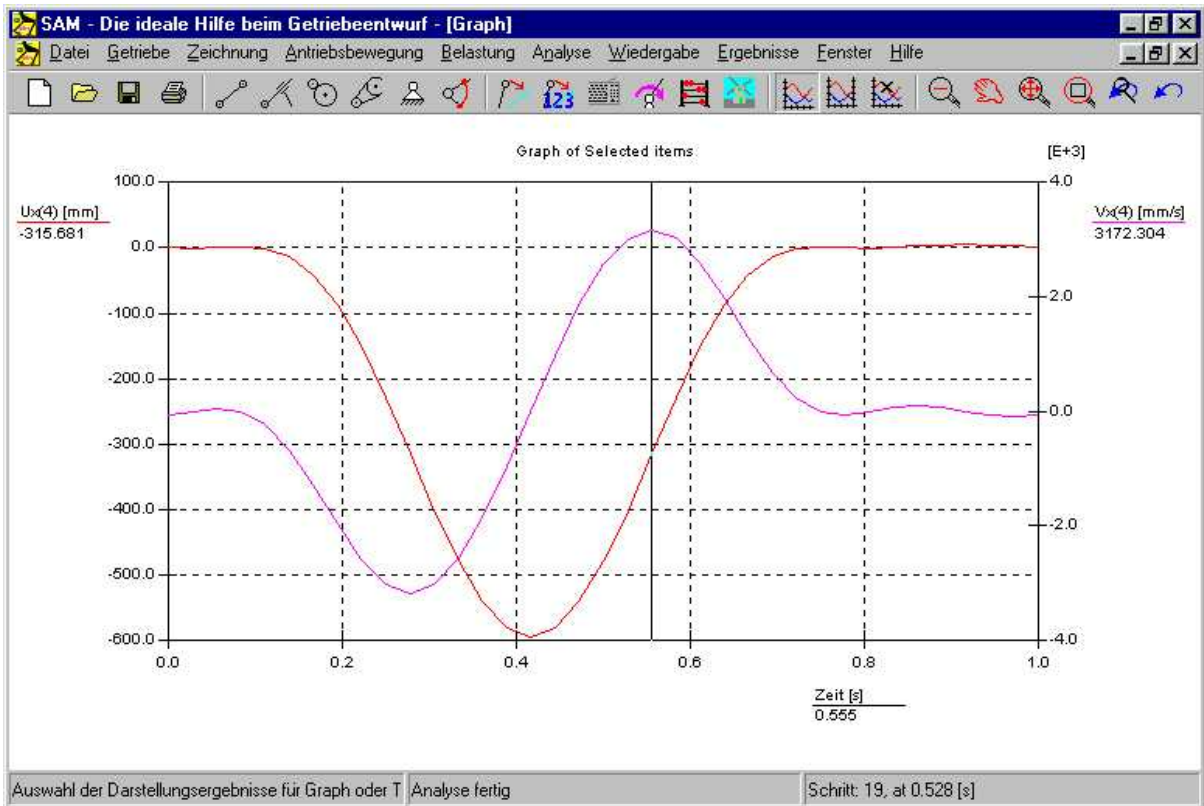 SAM - Die ideale Hilfe beim Getriebeentwurf - [Graph]
Datei Getriebe Zeichnung Antriebsbewegung Belastung Analyse Wiedergabe Ergebnisse Fenster Hilfe
123
Graph of Selected items
[E+3]
Ux(4) [mm]
-315.681
100.0
0.0
-100.0
-200.0
-300.0
-400.0
-500.0
-600.0
4.0
2.0
0.0
-2.0
-4.0
Vx(4) [mm/s]
3172.304
0.0 0.2 0.4 0.6 0.8 1.0
Zeit [s]
0.555
Auswahl der Darstellungsergebnisse für Graph oder T Analyse fertig Schritt: 19, at 0.528 [s]